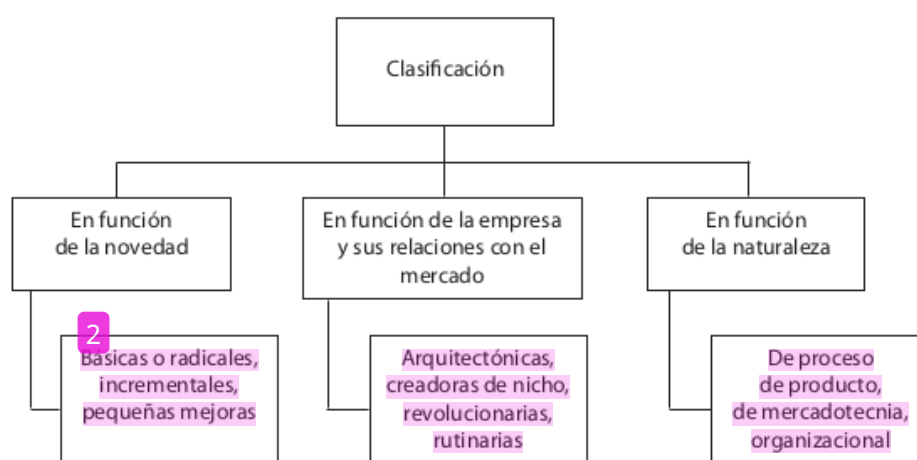 Clasificación
En función
de la novedad
En función de la empresa
y sus relaciones con el
mercado
En función
de la naturaleza
2
Básicas o radicales,
incrementales,
pequeñas mejoras
Arquitectónicas,
creadoras de nicho,
revolucionarias,
rutinarias
De proceso
de producto,
de mercadotecnia,
organizacional